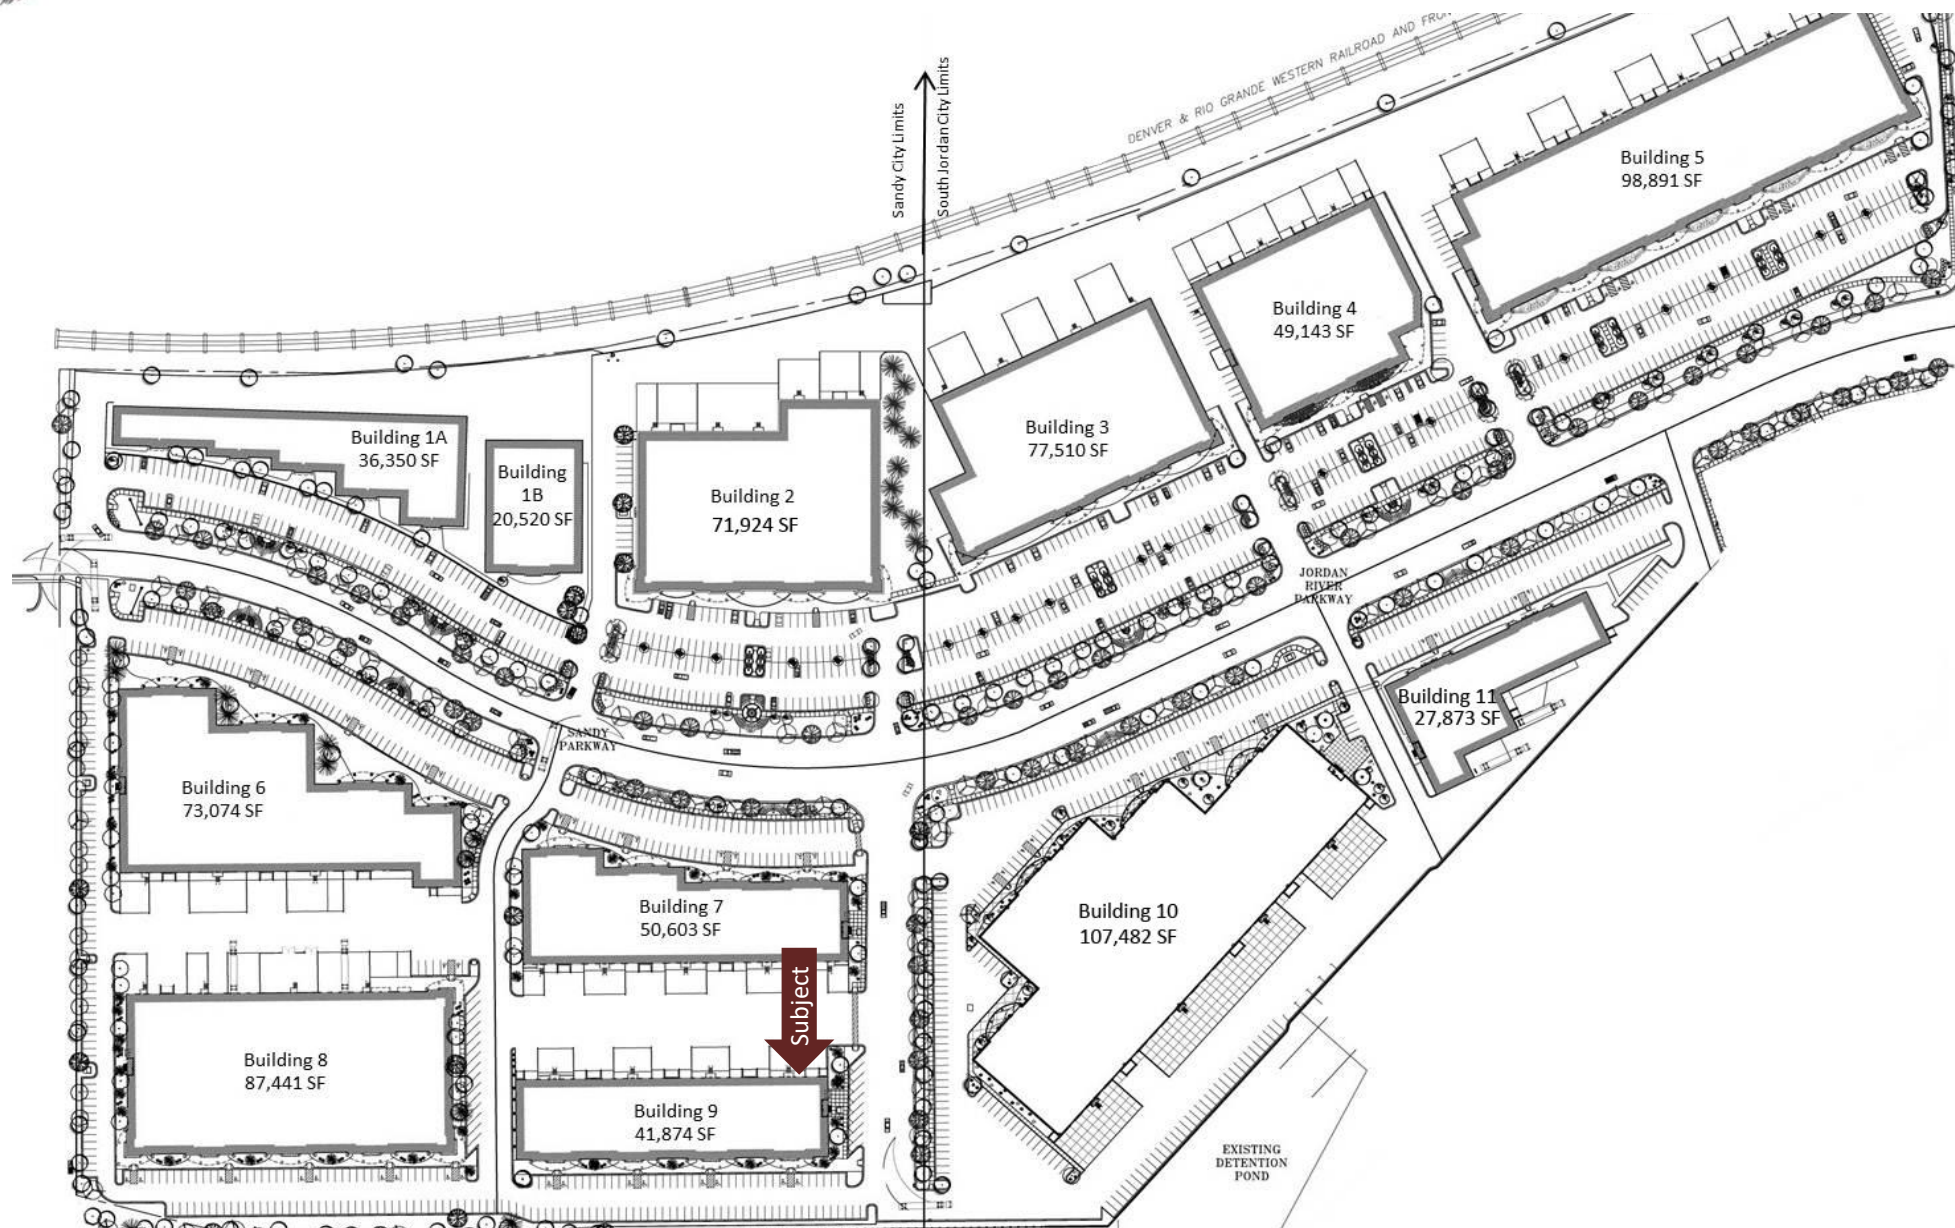 DENVER & RIO GRANDE WESTERN RAILROAD AND
Sandy City Limits
South Jordan City Limits
Building 5
98,891 SF
Building 4
49,143 SF
Building 3
77,510 SF
Building 1A
36,350 SF
Building
1B
20,520 SF
Building 2
71,924 SF
JORDAN
RIVER
PARKWAY
Building 11
27,873 SF
SANDY
PARKWAY
Building 6
73,074 SF
Building 7
50,603 SF
Building 10
107,482 SF
Subject
Building 8
87,441 SF
Building 9
41,874 SF
EXISTING
DETENTION
POND